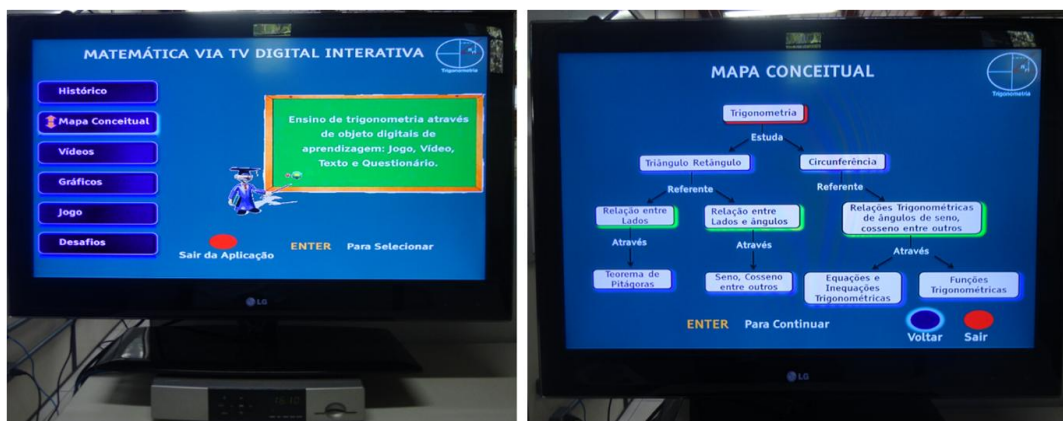 MATEMÁTICA VIA TV DIGITAL INTERATIVA
Trigonometria
Histórico
Mapa Conceitual
Vídeos
Gráficos
Jogo
Desafios
Ensino de trigonometria através
de objeto digitais de
aprendizagem: Jogo, Vídeo,
Texto e Questionário.
Sair da Aplicação
ENTER Para Selecionar
LG
MAPA CONCEITUAL
Trigonometria
Trigonometria
Estuda
Triângulo Retângulo
Circunferência
Referente
Referente
Relação entre
Lados
Relação entre
Lados e ângulos
Relações Trigonométricas
de ângulos de seno,
cosseno entre outros
Através
Através
Através
Teorema de
Pitágoras
Seno, Cosseno
entre outros
Equações e
Inequações
Trigonométricas
Funções
Trigonométricas
ENTER Para Continuar
Voltar
Sair
LG